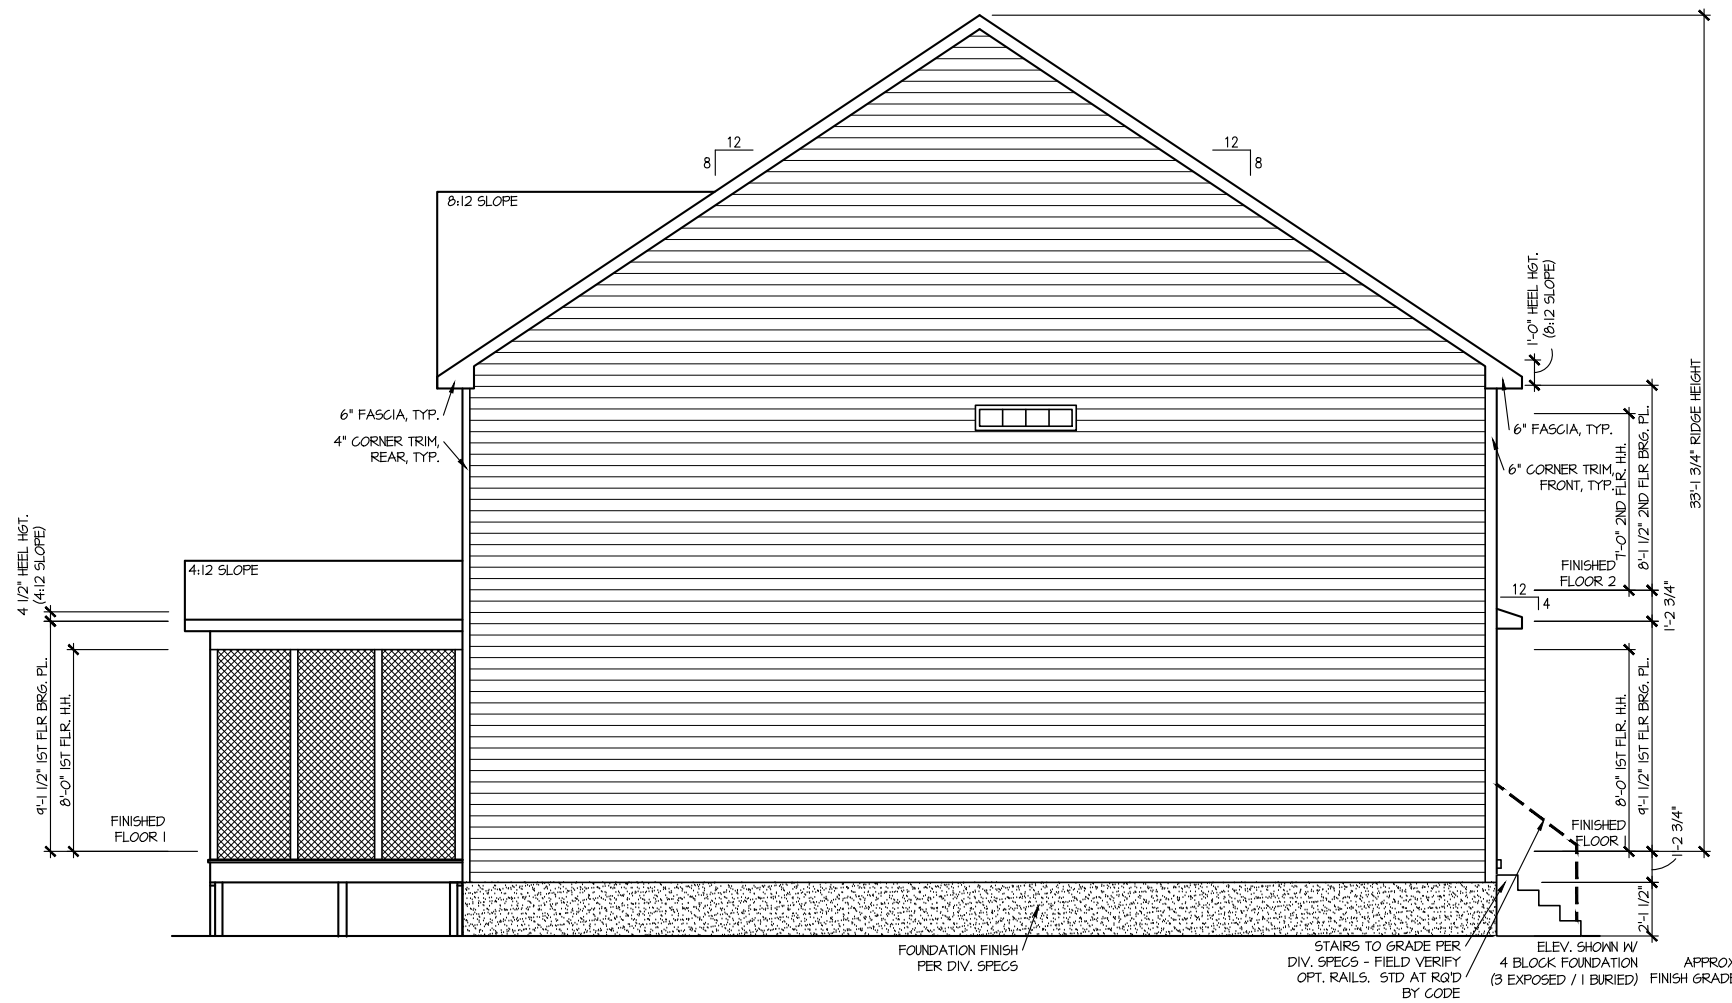 12
8
12
8
8:12 SLOPE
1'-0" HEEL HGT.
(8:12 SLOPE)
33'-1 3/4" RIDGE HEIGHT
6" FASCIA, TYP.
4" CORNER TRIM,
REAR, TYP.
6" FASCIA, TYP.
6" CORNER TRIM,
FRONT, TYP.
7'-0" 2ND FLR. H.H.
8'-1 1/2" 2ND FLR BRG. PL.
4 1/2" HEEL HGT.
(4:12 SLOPE)
4:12 SLOPE
FINISHED
FLOOR 2
12
4
1'-2 3/4"
9'-1 1/2" 1ST FLR BRG. PL.
8'-0" 1ST FLR. H.H.
FINISHED
FLOOR 1
8'-0" 1ST FLR. H.H.
9'-1 1/2" 1ST FLR BRG. PL.
FINISHED
FLOOR 1
1'-2 3/4"
2'-1 1/2"
FOUNDATION FINISH
PER DIV. SPECS
STAIRS TO GRADE PER
DIV. SPECS - FIELD VERIFY
OPT. RAILS. STD AT RQ'D
BY CODE
ELEV. SHOWN W/
4 BLOCK FOUNDATION
(3 EXPOSED / 1 BURIED)
APPROX
FINISH GRADE